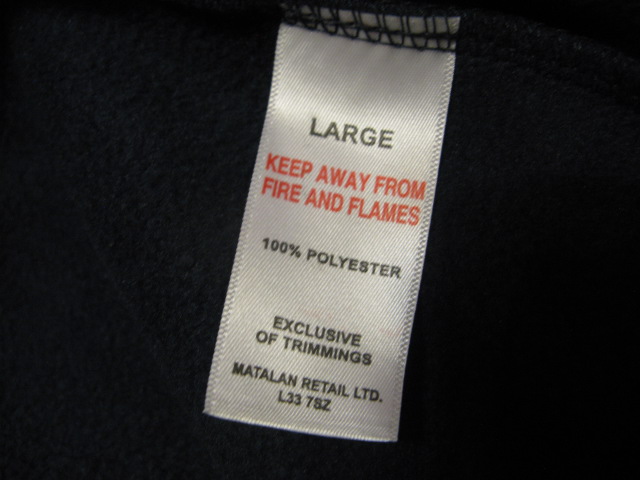 LARGE
KEEP AWAY FROM
FIRE AND FLAMES
100% POLYESTER
EXCLUSIVE
OF TRIMMINGS
MATALAN RETAIL LTD.
L33 7SZ